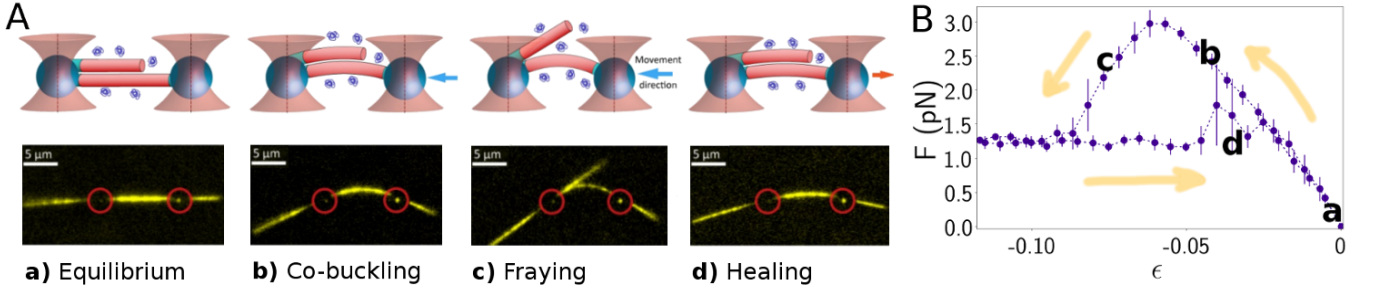 A
Movement
direction
5 μm
5 μm
5 μm
5 μm
a) Equilibrium
b) Co-buckling
c) Fraying
d) Healing
B
F (pN)
3.0
2.5
2.0
1.5
1.0
0.5
0.0
c
b
d
a
-0.10
-0.05
0
ϵ